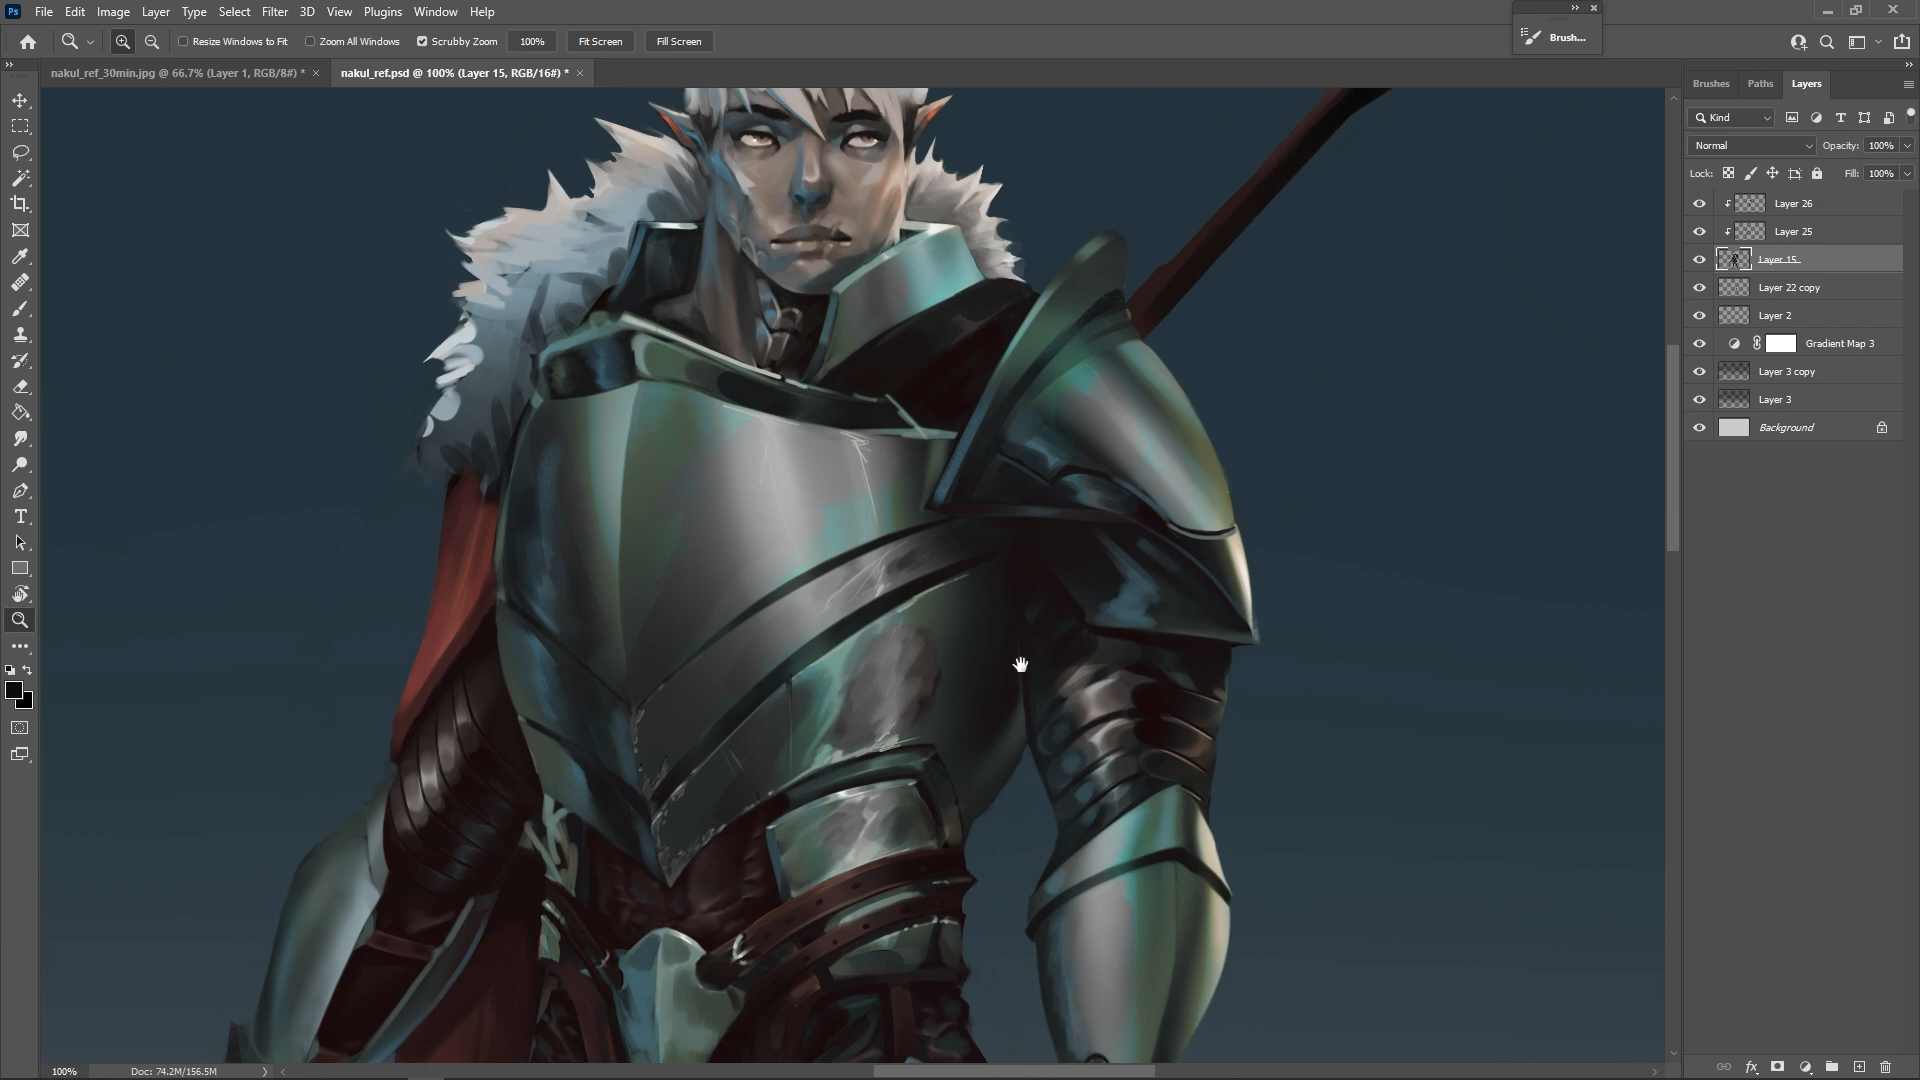 Ps File Edit Image Layer Type Select Filter 3D View Plugins Window Help
Resize Windows to Fit Zoom All Windows Scrubby Zoom 100% Fit Screen Fill Screen
Brush...
nakul_ref_30min.jpg @ 66.7% (Layer 1, RGB/8#) * × nakul_ref.psd @ 100% (Layer 15, RGB/16#) * ×
Brushes Paths Layers
Kind
Normal Opacity: 100%
Lock: Fill: 100%
Layer 26
Layer 25
Layer 15
Layer 22 copy
Layer 2
Gradient Map 3
Layer 3 copy
Layer 3
Background
100% Doc: 74.2M/156.5M